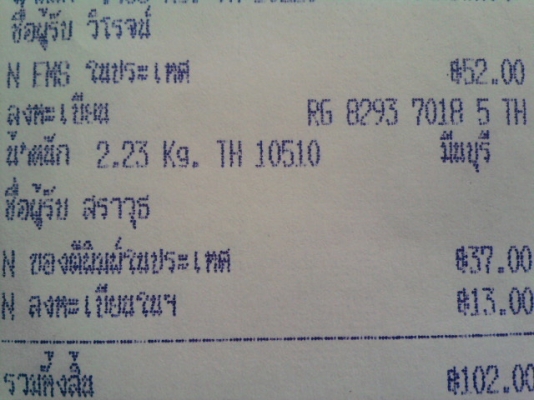 ชื่อผู้รับ วิโรจน์
N EMS ในประเทศ ฿52.00
ลงทะเบียน RG 8293 7018 5 TH
น้ำหนัก 2.23 Kg. TH 10510 มีนบุรี
ชื่อผู้รับ สราวุธ
N ของตีพิมพ์ในประเทศ ฿37.00
N ลงทะเบียนในฯ ฿13.00
รวมทั้งสิ้น ฿102.00